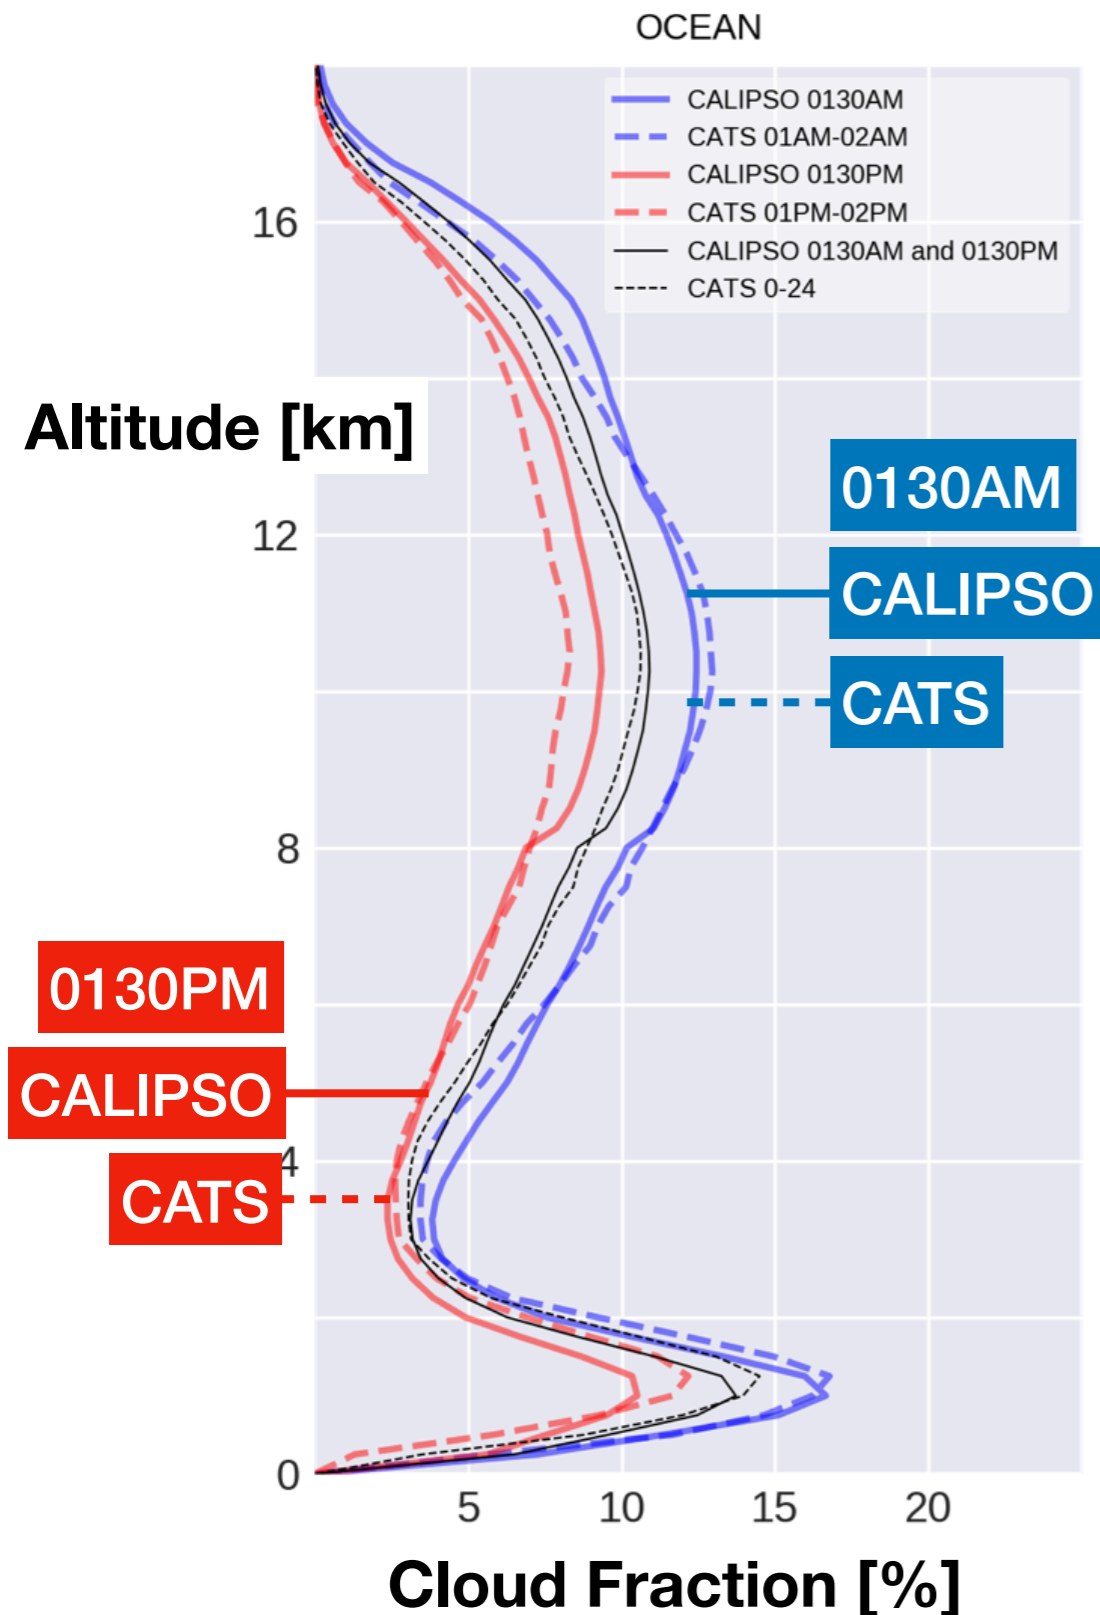 OCEAN
CALIPSO 0130AM
CATS 01AM-02AM
CALIPSO 0130PM
CATS 01PM-02PM
CALIPSO 0130AM and 0130PM
CATS 0-24
16
Altitude [km]
0130AM
12
CALIPSO
CATS
8
0130PM
CALIPSO
4
CATS
0
5 10 15 20
Cloud Fraction [%]